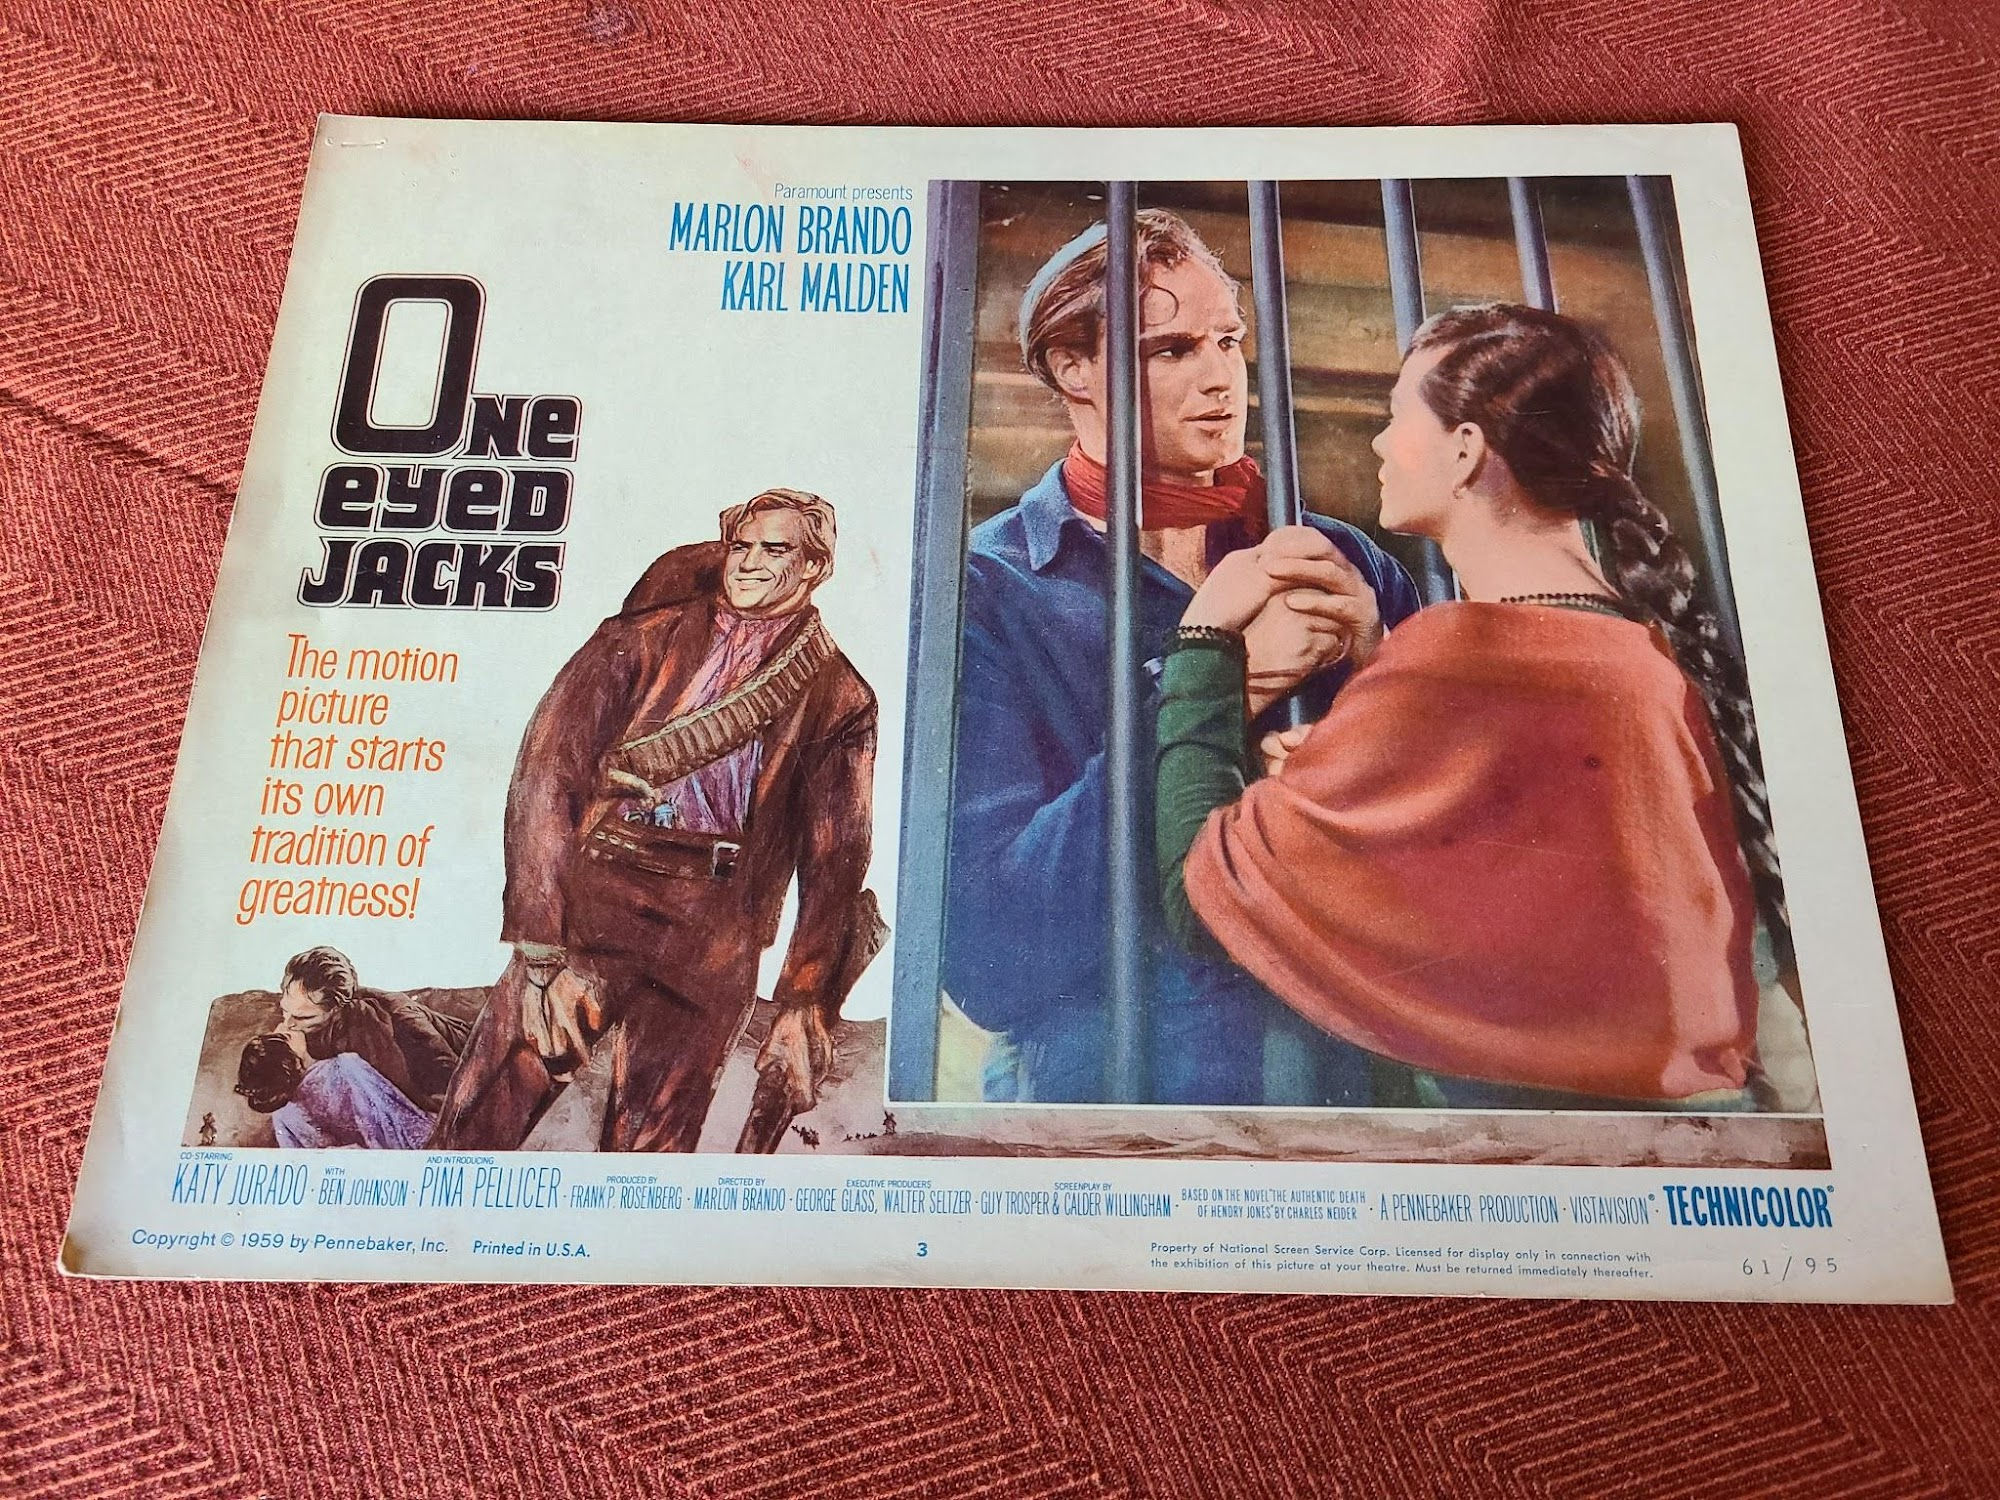 Paramount presents
MARLON BRANDO
KARL MALDEN
ONE
EYED
JACKS
The motion
picture
that starts
its own
tradition of
greatness!
CO-STARRING
KATY JURADO · WITH BEN JOHNSON · AND INTRODUCING PINA PELLICER · PRODUCED BY FRANK P. ROSENBERG · DIRECTED BY MARLON BRANDO · EXECUTIVE PRODUCERS GEORGE GLASS, WALTER SELTZER · SCREENPLAY BY GUY TROSPER & CALDER WILLINGHAM · BASED ON THE NOVEL "THE AUTHENTIC DEATH OF HENDRY JONES" BY CHARLES NEIDER · A PENNEBAKER PRODUCTION · VISTAVISION® · TECHNICOLOR®
Copyright © 1959 by Pennebaker, Inc. Printed in U.S.A.
3
Property of National Screen Service Corp. Licensed for display only in connection with
the exhibition of this picture at your theatre. Must be returned immediately thereafter.
61/95